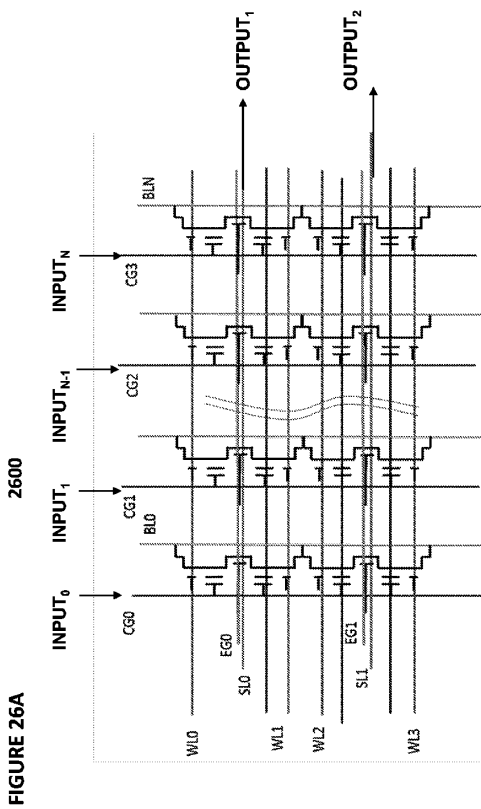 FIGURE 26A
2600
INPUT₀
INPUT₁
INPUTN-1
INPUTN
CG0
CG1
CG2
CG3
BL0
BLN
WL0
EG0
SL0
OUTPUT₁
WL1
WL2
EG1
SL1
OUTPUT₂
WL3